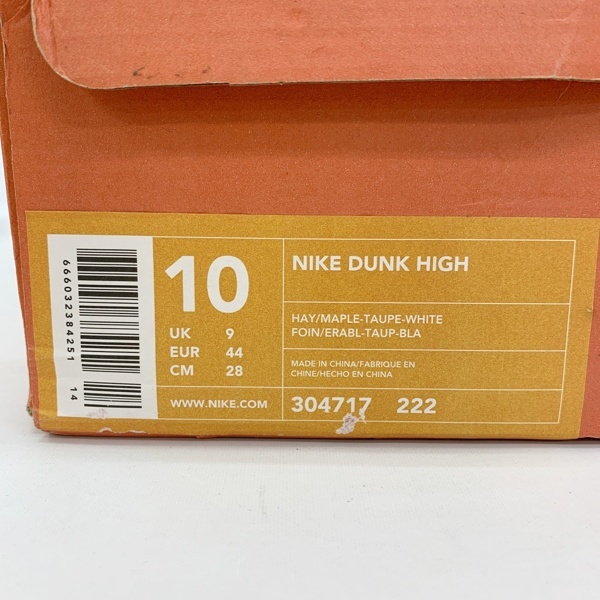 666032384251
14
10
UK 9
EUR 44
CM 28
WWW.NIKE.COM
NIKE DUNK HIGH
HAY/MAPLE-TAUPE-WHITE
FOIN/ERABL-TAUP-BLA
MADE IN CHINA/FABRIQUE EN
CHINE/HECHO EN CHINA
304717 222